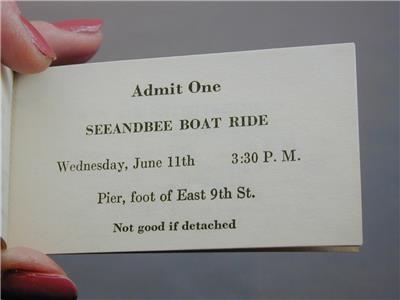 Admit One
SEEANDBEE BOAT RIDE
Wednesday, June 11th 3:30 P. M.
Pier, foot of East 9th St.
Not good if detached